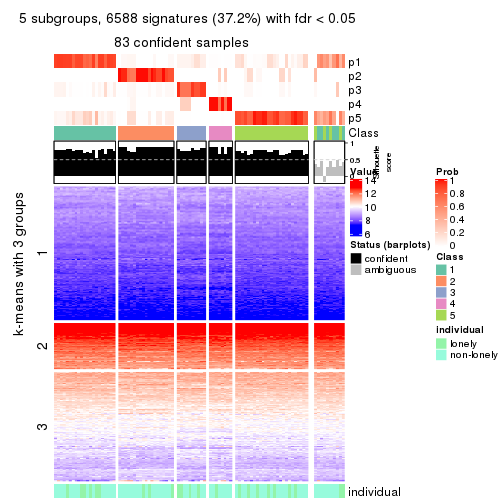 5 subgroups, 6588 signatures (37.2%) with fdr < 0.05
83 confident samples
p1
p2
p3
p4
p5
Class
1
0.5
0
silhouette
score
k-means with 3 groups
1
2
3
individual
Value
14
12
10
8
6
Status (barplots)
confident
ambiguous
Prob
1
0.8
0.6
0.4
0.2
0
Class
1
2
3
4
5
individual
lonely
non-lonely